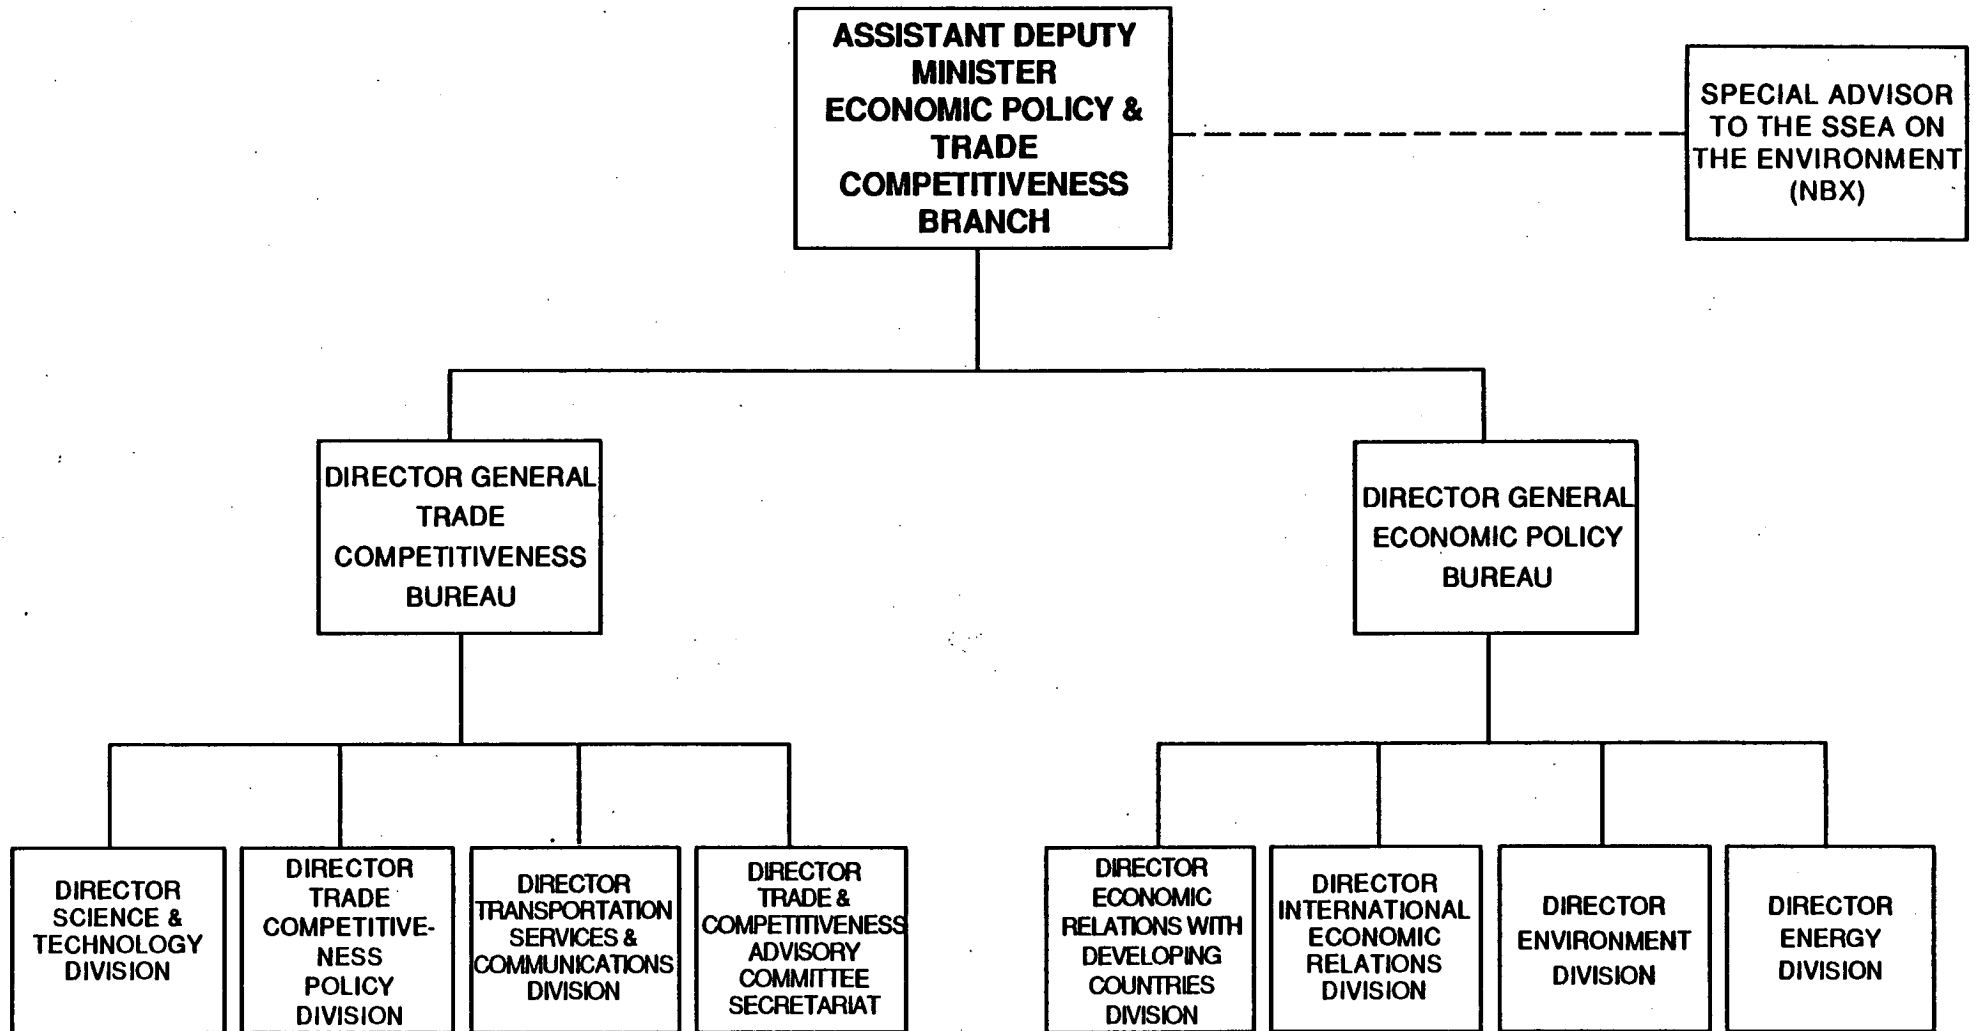 ASSISTANT DEPUTY
MINISTER
ECONOMIC POLICY &
TRADE
COMPETITIVENESS
BRANCH
SPECIAL ADVISOR
TO THE SSEA ON
THE ENVIRONMENT
(NBX)
DIRECTOR GENERAL
TRADE
COMPETITIVENESS
BUREAU
DIRECTOR GENERAL
ECONOMIC POLICY
BUREAU
DIRECTOR
SCIENCE &
TECHNOLOGY
DIVISION
DIRECTOR
TRADE
COMPETITIVE-
NESS
POLICY
DIVISION
DIRECTOR
TRANSPORTATION
SERVICES &
COMMUNICATIONS
DIVISION
DIRECTOR
TRADE &
COMPETITIVENESS
ADVISORY
COMMITTEE
SECRETARIAT
DIRECTOR
ECONOMIC
RELATIONS WITH
DEVELOPING
COUNTRIES
DIVISION
DIRECTOR
INTERNATIONAL
ECONOMIC
RELATIONS
DIVISION
DIRECTOR
ENVIRONMENT
DIVISION
DIRECTOR
ENERGY
DIVISION